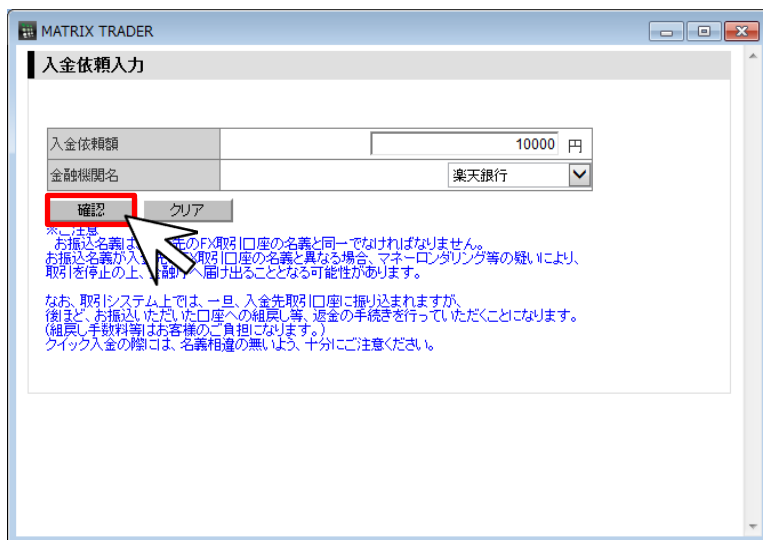 MATRIX TRADER
入金依頼入力
入金依頼額 10000 円
金融機関名 楽天銀行
確認 クリア
※ご注意
お振込名義は 先のFX取引口座の名義と同一でなければなりません。
お振込名義が入金先 FX取引口座の名義と異なる場合、マネーロンダリング等の疑いにより、
取引を停止の上、金融庁へ届け出ることとなる可能性があります。
なお、取引システム上では、一旦、入金先取引口座に振り込まれますが、
後ほど、お振込いただいた口座への組戻し等、返金の手続きを行っていただくことになります。
(組戻し手数料等はお客様のご負担になります。)
クイック入金の際には、名義相違の無いよう、十分にご注意ください。